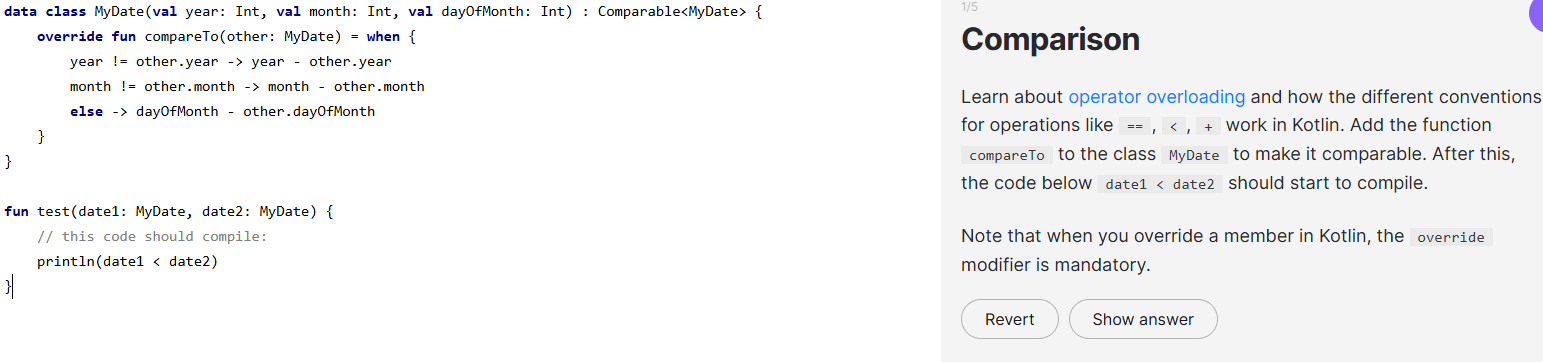 data class MyDate(val year: Int, val month: Int, val dayOfMonth: Int) : Comparable<MyDate> {
    override fun compareTo(other: MyDate) = when {
        year != other.year -> year - other.year
        month != other.month -> month - other.month
        else -> dayOfMonth - other.dayOfMonth
    }
}

fun test(date1: MyDate, date2: MyDate) {
    // this code should compile:
    println(date1 < date2)
}
1/5
Comparison
Learn about operator overloading and how the different conventions
for operations like == , < , + work in Kotlin. Add the function
compareTo to the class MyDate to make it comparable. After this,
the code below date1 < date2 should start to compile.
Note that when you override a member in Kotlin, the override
modifier is mandatory.
Revert
Show answer